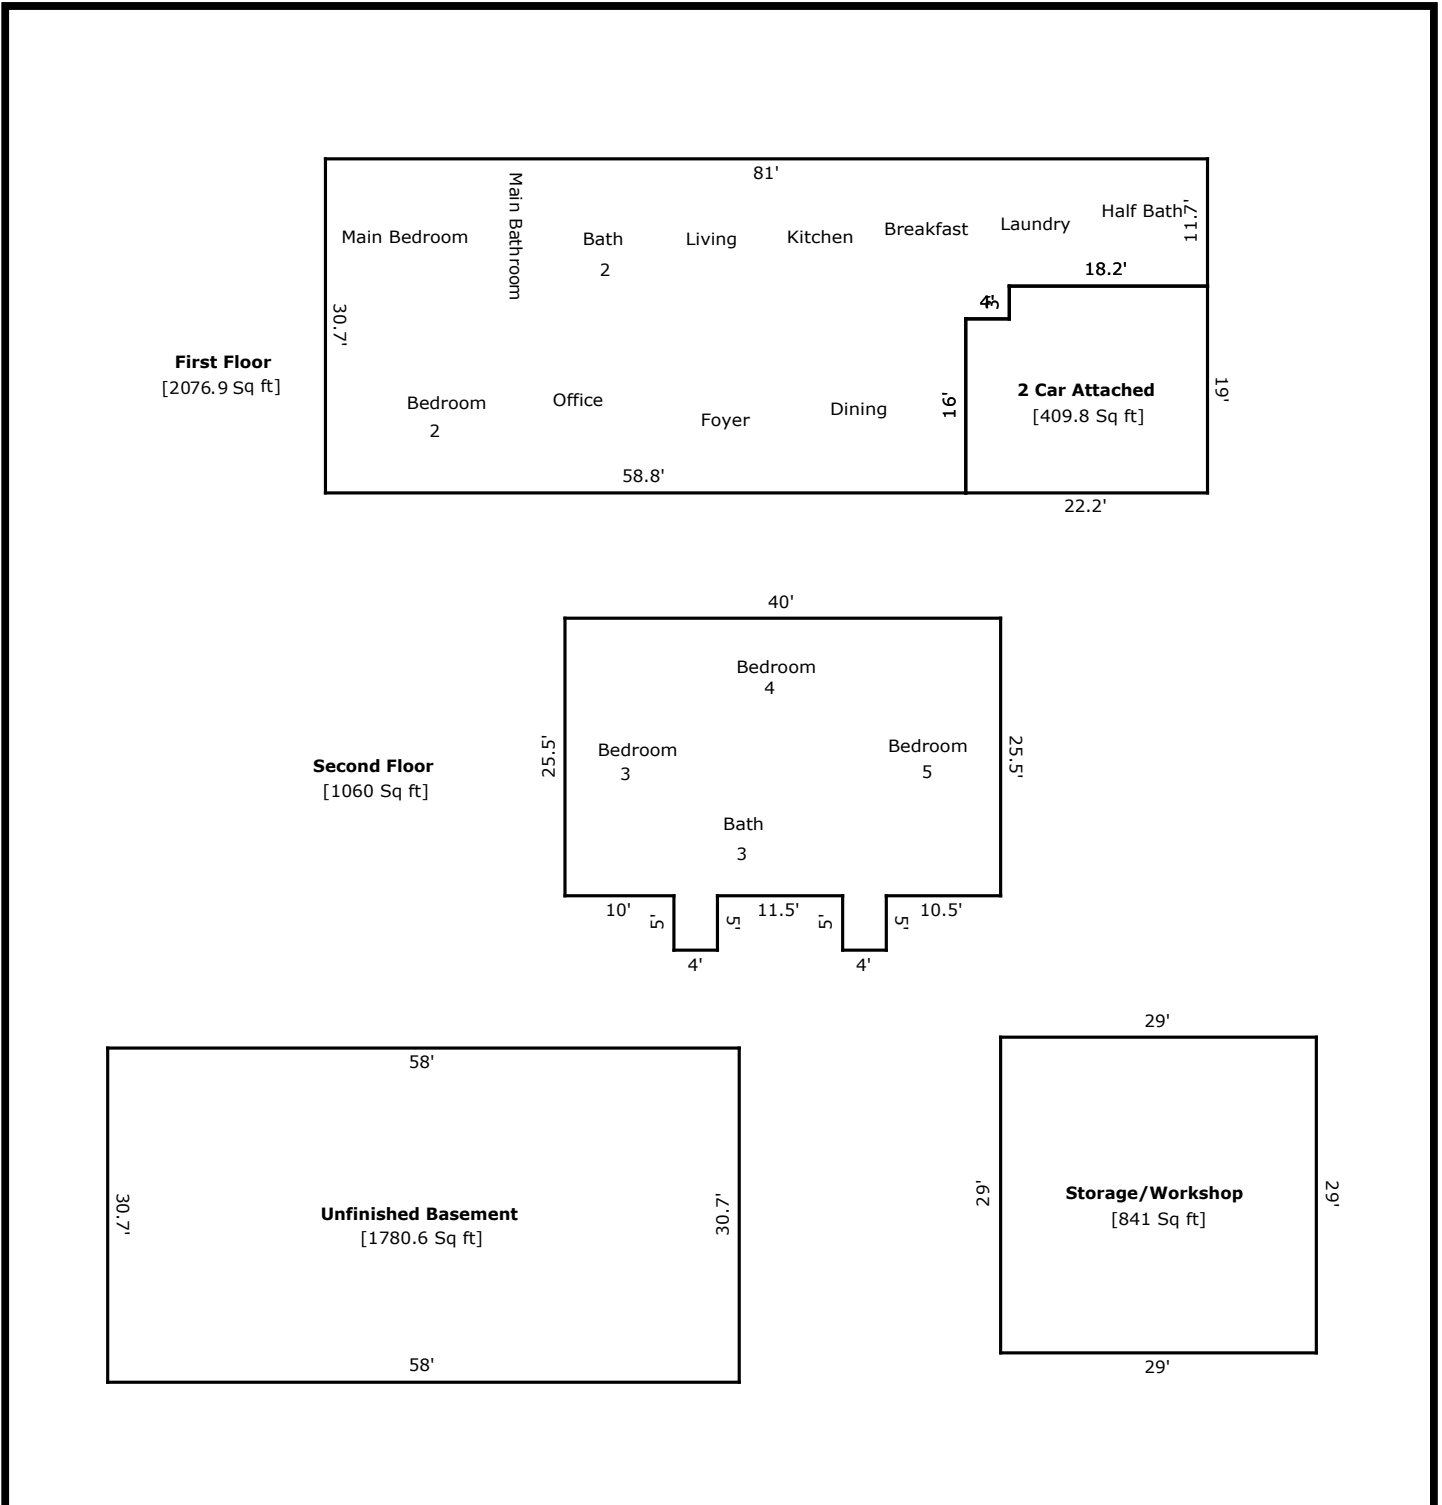 81'
Main Bedroom
Main Bathroom
Bath
2
Living
Kitchen
Breakfast
Laundry
Half Bath
11.7'
18.2'
4'
3'
30.7'
First Floor
[2076.9 Sq ft]
Bedroom
2
Office
Foyer
Dining
16'
2 Car Attached
[409.8 Sq ft]
19'
58.8'
22.2'
40'
Bedroom
4
25.5'
Bedroom
3
Bedroom
5
25.5'
Second Floor
[1060 Sq ft]
Bath
3
10'
5'
5'
11.5'
5'
5'
10.5'
4'
4'
58'
30.7'
Unfinished Basement
[1780.6 Sq ft]
30.7'
58'
29'
29'
Storage/Workshop
[841 Sq ft]
29'
29'